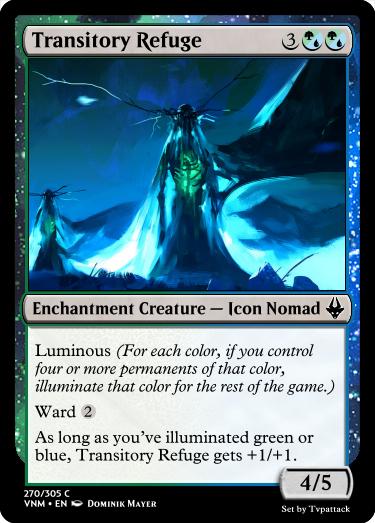 Transitory Refuge 3
Enchantment Creature — Icon Nomad
Luminous (For each color, if you control
four or more permanents of that color,
illuminate that color for the rest of the game.)
Ward 2
As long as you've illuminated green or
blue, Transitory Refuge gets +1/+1.
4/5
270/305 C
VNM • EN Dominik Mayer
Set by Tvpattack